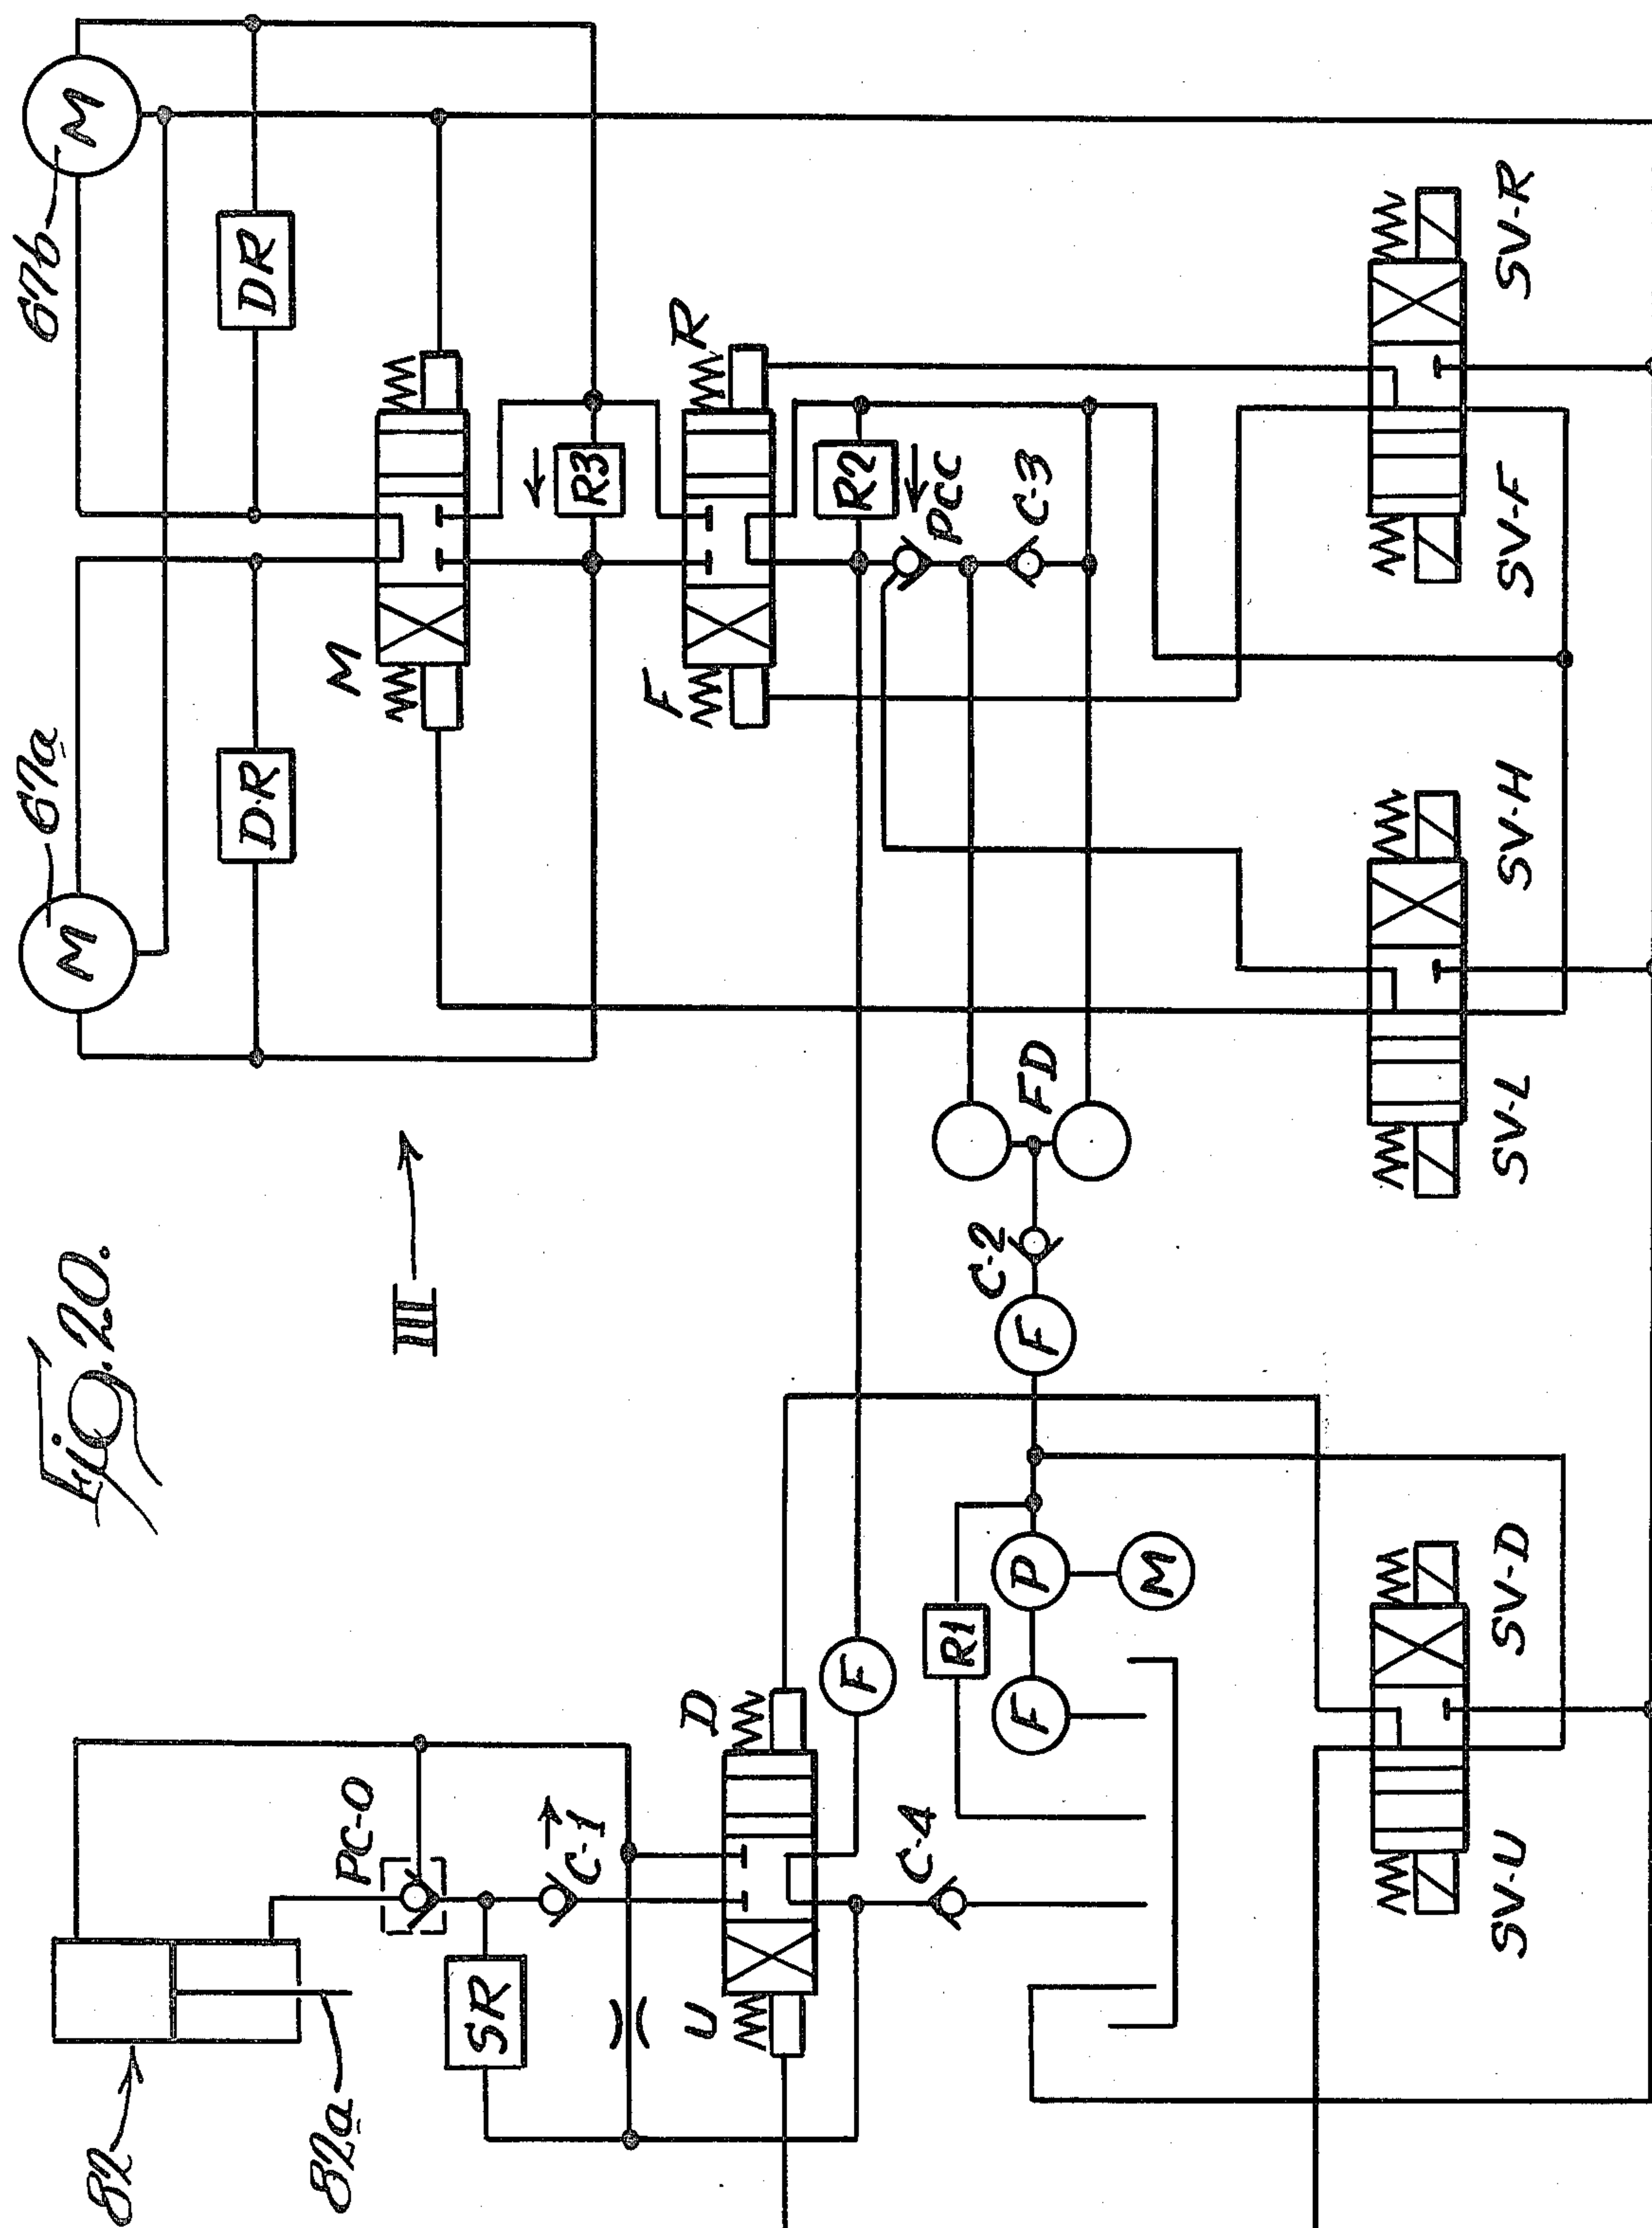 Fig. 20.
III
82
82a
PC-O
SR
C-1
U
D
C-4
F
F
R1
P
M
F
C-2
FD
SV-U
SV-D
67a
67b
M
M
D·R
DR
M
R3
F
R
R2
PCC
C-3
SV-L
SV-H
SV-F
SV-R